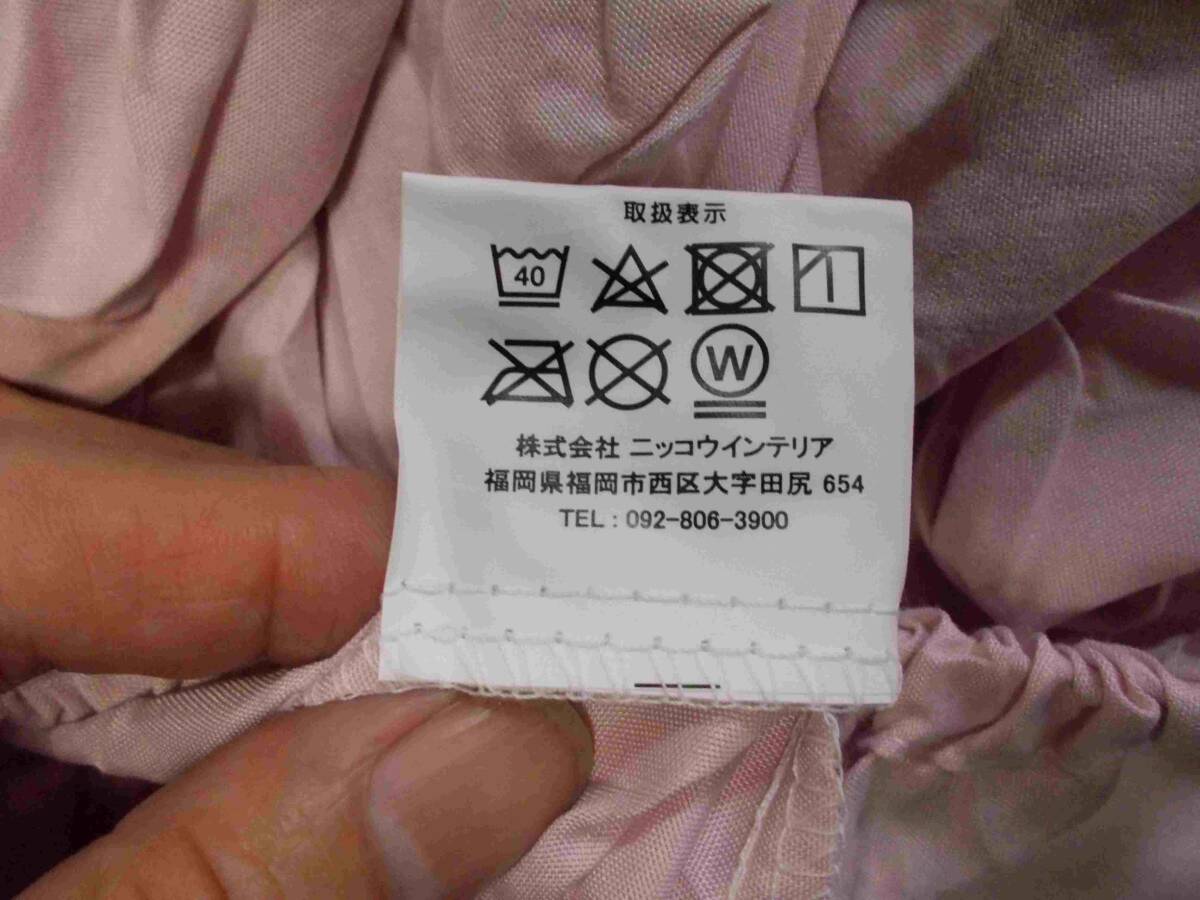 取扱表示
40
W
株式会社 ニッコウインテリア
福岡県福岡市西区大字田尻 654
TEL : 092-806-3900